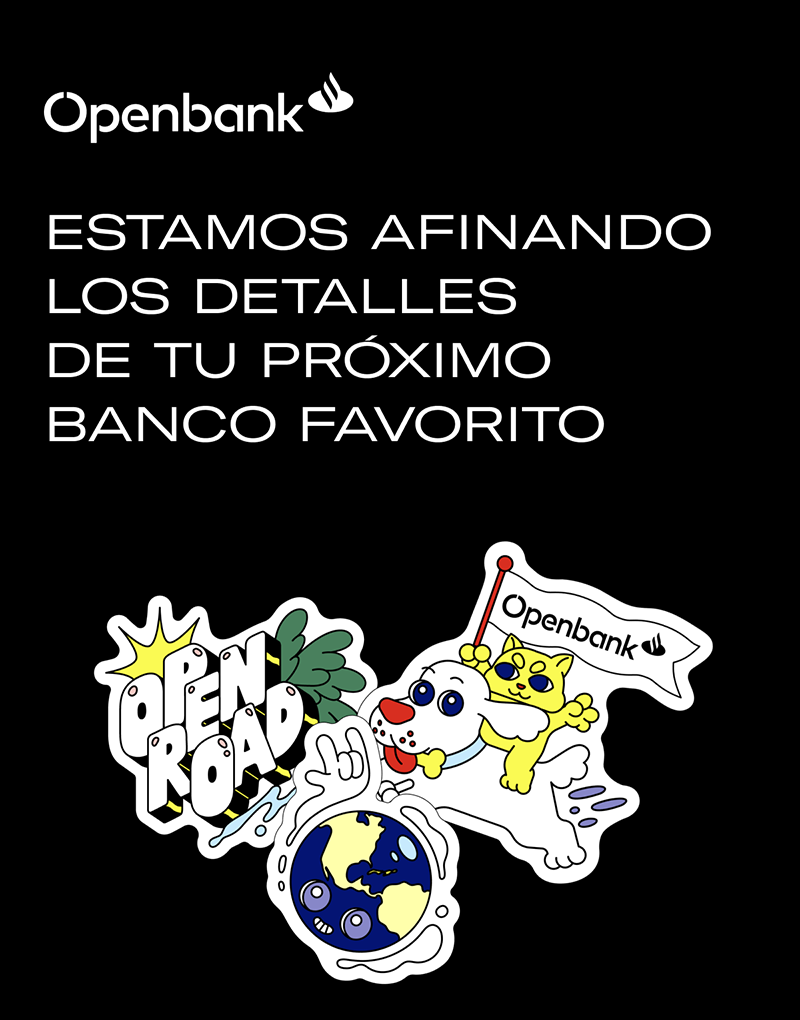 Openbank
ESTAMOS AFINANDO
LOS DETALLES
DE TU PRÓXIMO
BANCO FAVORITO
Openbank
OPEN
ROAD